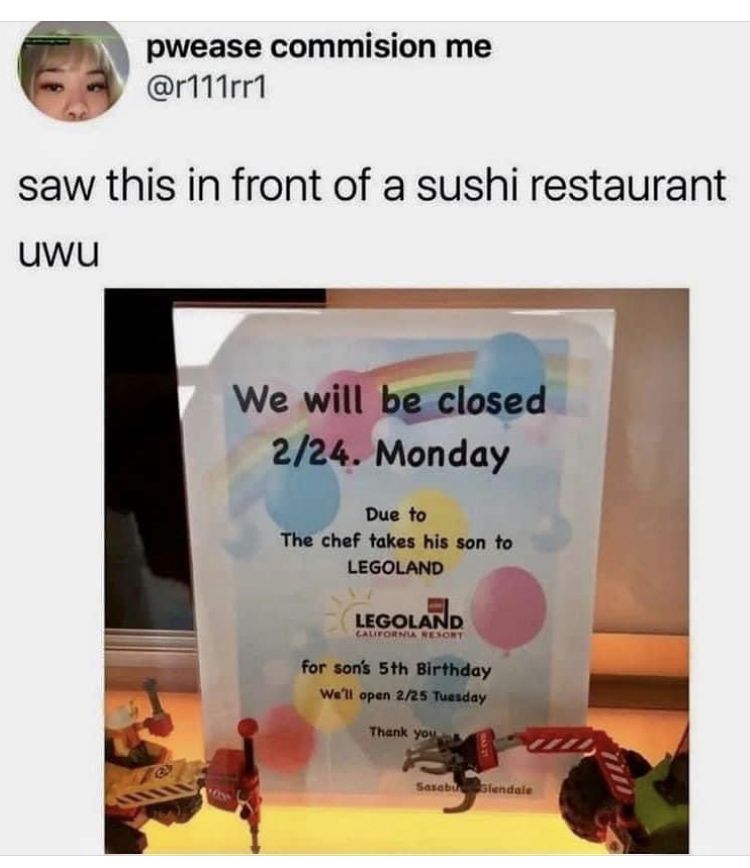 pwease commision me
@r111rr1
saw this in front of a sushi restaurant
uwu
We will be closed
2/24. Monday
Due to
The chef takes his son to
LEGOLAND
LEGOLAND
CALIFORNIA RESORT
for son's 5th Birthday
We'll open 2/25 Tuesday
Thank you
Glendale